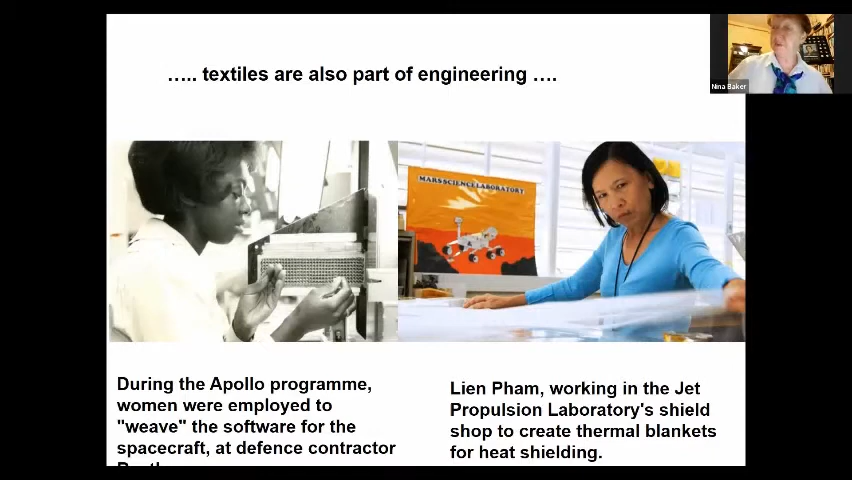 ….. textiles are also part of engineering ….
Nina Baker
MARS SCIENCE LABORATORY
During the Apollo programme,
women were employed to
"weave" the software for the
spacecraft, at defence contractor
Lien Pham, working in the Jet
Propulsion Laboratory's shield
shop to create thermal blankets
for heat shielding.